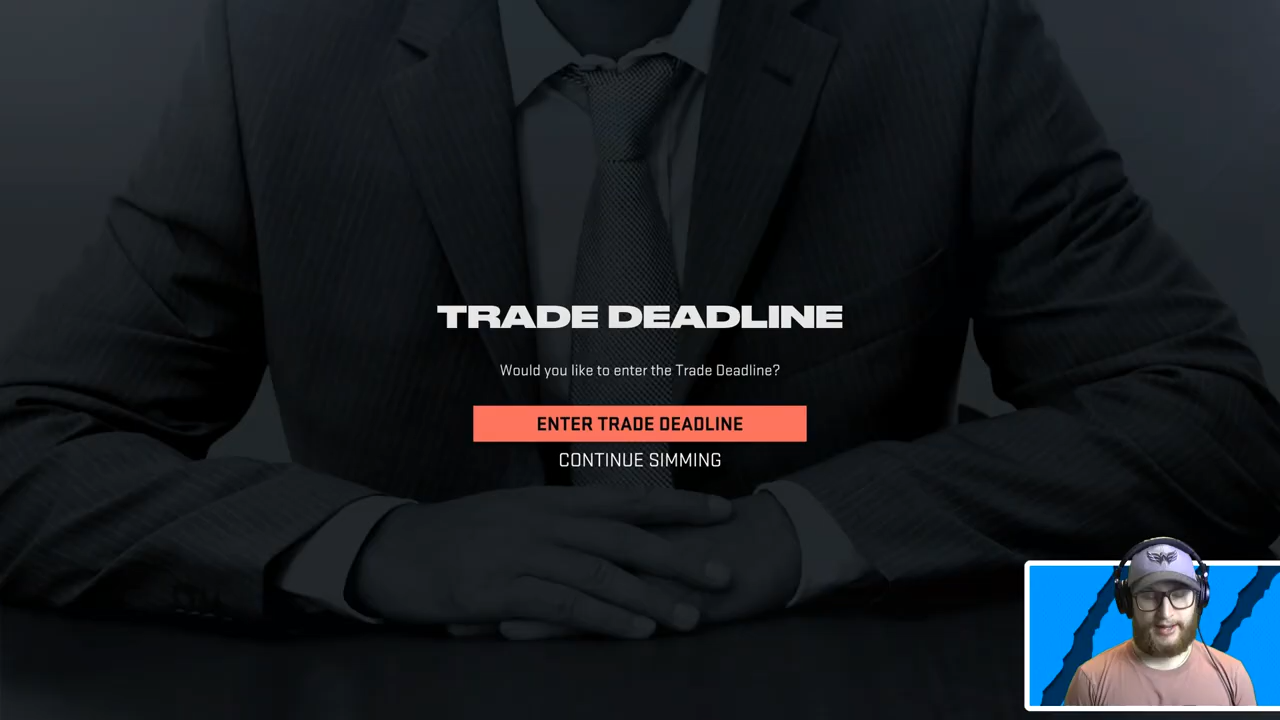 TRADE DEADLINE
Would you like to enter the Trade Deadline?
ENTER TRADE DEADLINE
CONTINUE SIMMING